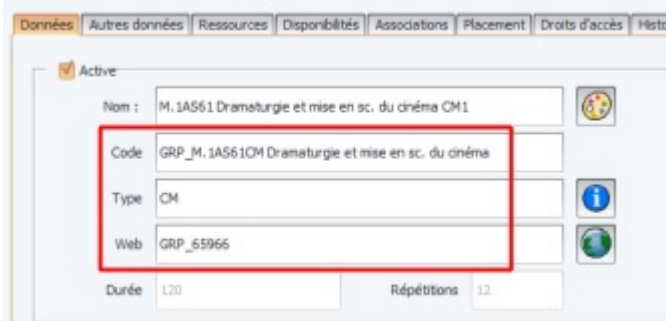 Données Autres données Ressources Disponibilités Associations Placement Droits d'accès Histo
Active
Nom : M.1AS61 Dramaturgie et mise en sc. du cinéma CM1
Code GRP_M.1AS61CM Dramaturgie et mise en sc. du cinéma
Type CM
Web GRP_65966
Durée 120 Répétitions 12